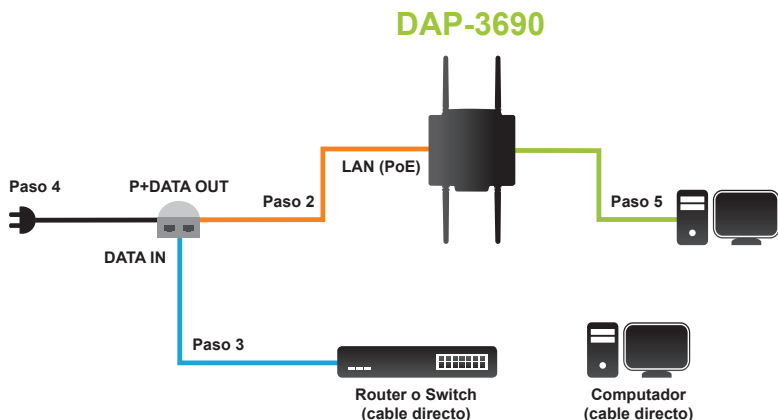 DAP-3690
LAN (PoE)
Paso 4
P+DATA OUT
Paso 2
Paso 5
DATA IN
Paso 3
Router o Switch
(cable directo)
Computador
(cable directo)